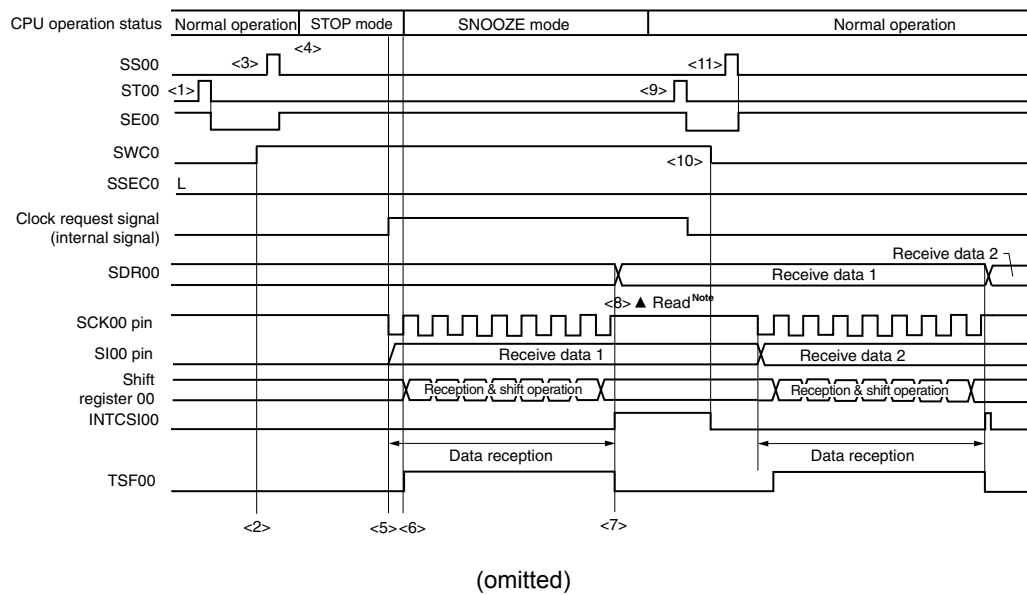 CPU operation status Normal operation STOP mode SNOOZE mode Normal operation
<4>
SS00 <3> <11>
ST00 <1> <9>
SE00
SWC0 <10>
SSEC0 L
Clock request signal
(internal signal)
Receive data 2
SDR00 Receive data 1
<8> ▲ Read Note
SCK00 pin
SI00 pin Receive data 1 Receive data 2
Shift
register 00 Reception & shift operation Reception & shift operation
INTCSI00
Data reception Data reception
TSF00
<2> <5> <6> <7>
(omitted)